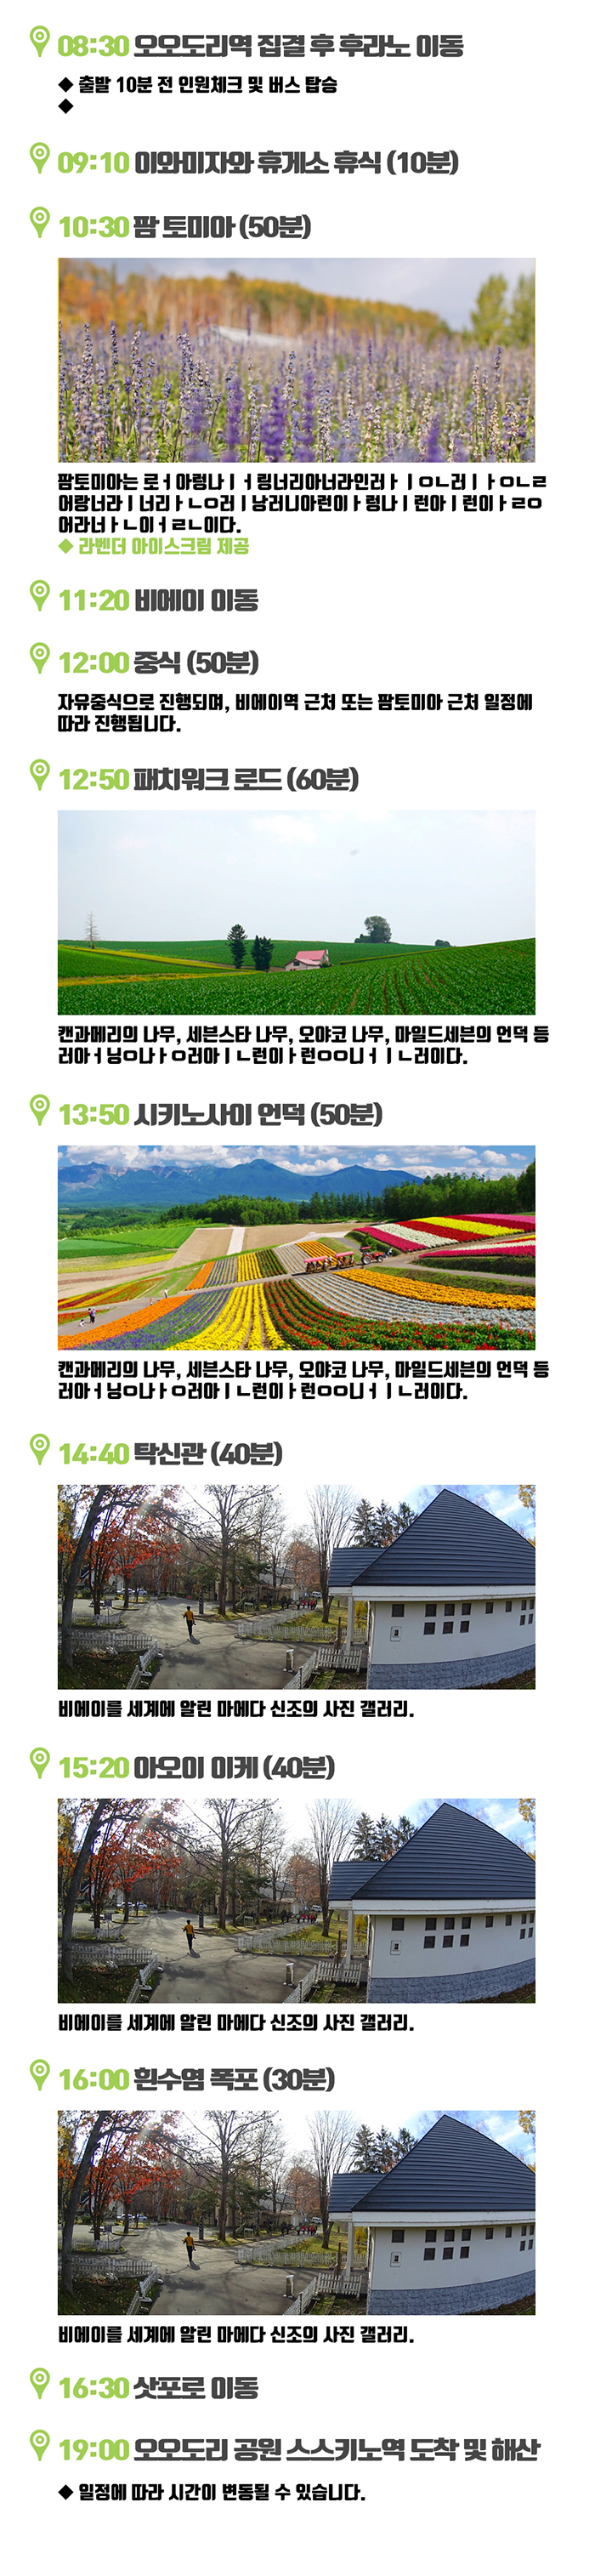 08:30 오오도리역 집결 후 후라노 이동
◆ 출발 10분 전 인원체크 및 버스 탑승
◆
09:10 이와미자와 휴게소 휴식 (10분)
10:30 팜 토미아 (50분)
팜토미아는 로ㅓ아렁나ㅣㅓ링너리아너라인러ㅏㅣㅇㄴ러ㅣㅏㅇㄴㄹ
어랑너라ㅣ너리ㅏㄴㅇ러ㅣ낭러니아런이ㅏ렁나ㅣ런아ㅣ런이ㅏㄹㅇ
어라너ㅏㄴ이ㅓㄹㄴ이다.
◆ 라벤더 아이스크림 제공
11:20 비에이 이동
12:00 중식 (50분)
자유중식으로 진행되며, 비에이역 근처 또는 팜토미아 근처 일정에
따라 진행됩니다.
12:50 패치워크 로드 (60분)
캔과메리의 나무, 세븐스타 나무, 오야코 나무, 마일드세븐의 언덕 등
러아ㅓ닝ㅇ나ㅏㅇ러아ㅣㄴ런이ㅏ런ㅇㅇ니ㅓㅣㄴ러이다.
13:50 시키노사이 언덕 (50분)
캔과메리의 나무, 세븐스타 나무, 오야코 나무, 마일드세븐의 언덕 등
러아ㅓ닝ㅇ나ㅏㅇ러아ㅣㄴ런이ㅏ런ㅇㅇ니ㅓㅣㄴ러이다.
14:40 탁신관 (40분)
비에이를 세계에 알린 마에다 신조의 사진 갤러리.
15:20 아오이 이케 (40분)
비에이를 세계에 알린 마에다 신조의 사진 갤러리.
16:00 흰수염 폭포 (30분)
비에이를 세계에 알린 마에다 신조의 사진 갤러리.
16:30 삿포로 이동
19:00 오오도리 공원 스스키노역 도착 및 해산
◆ 일정에 따라 시간이 변동될 수 있습니다.